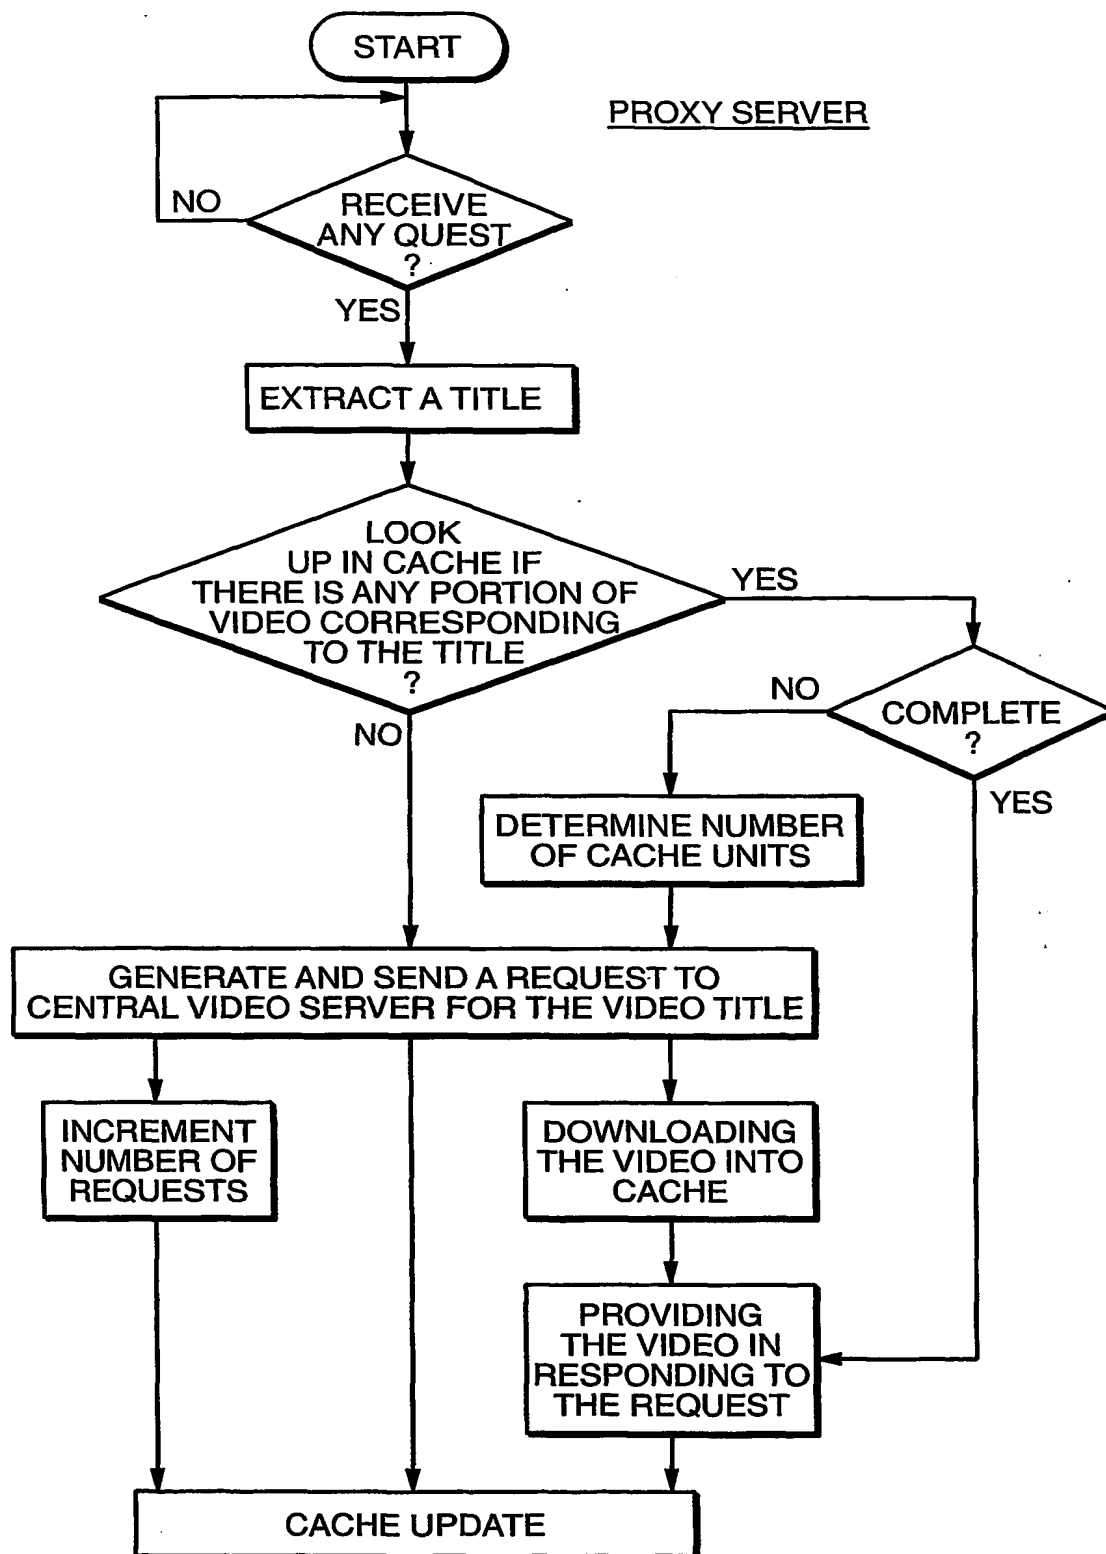 START
PROXY SERVER
NO
RECEIVE
ANY QUEST
?
YES
EXTRACT A TITLE
LOOK
UP IN CACHE IF
THERE IS ANY PORTION OF
VIDEO CORRESPONDING
TO THE TITLE
?
YES
NO
NO
COMPLETE
?
YES
DETERMINE NUMBER
OF CACHE UNITS
GENERATE AND SEND A REQUEST TO
CENTRAL VIDEO SERVER FOR THE VIDEO TITLE
INCREMENT
NUMBER OF
REQUESTS
DOWNLOADING
THE VIDEO INTO
CACHE
PROVIDING
THE VIDEO IN
RESPONDING TO
THE REQUEST
CACHE UPDATE